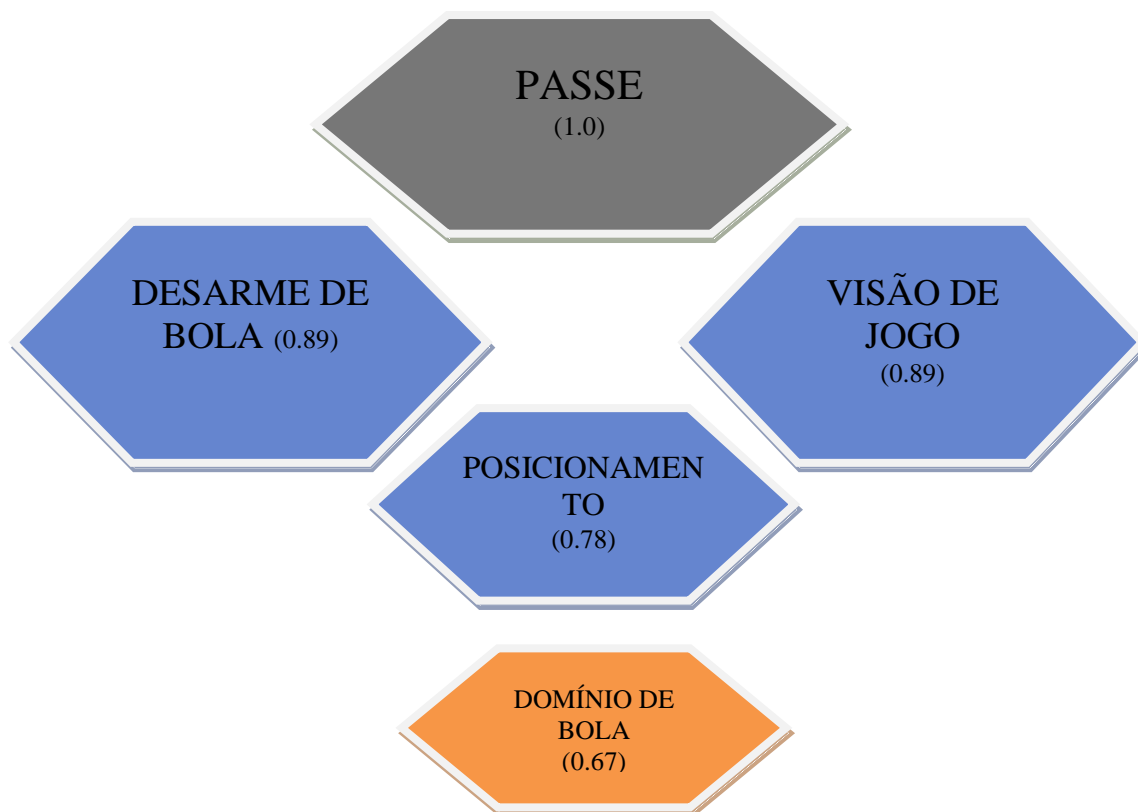 PASSE
(1.0)
DESARME DE
BOLA (0.89)
VISÃO DE
JOGO
(0.89)
POSICIONAMEN
TO
(0.78)
DOMÍNIO DE
BOLA
(0.67)